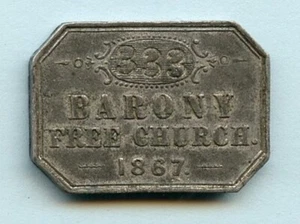 333
BARONY
FREE CHURCH.
1867.